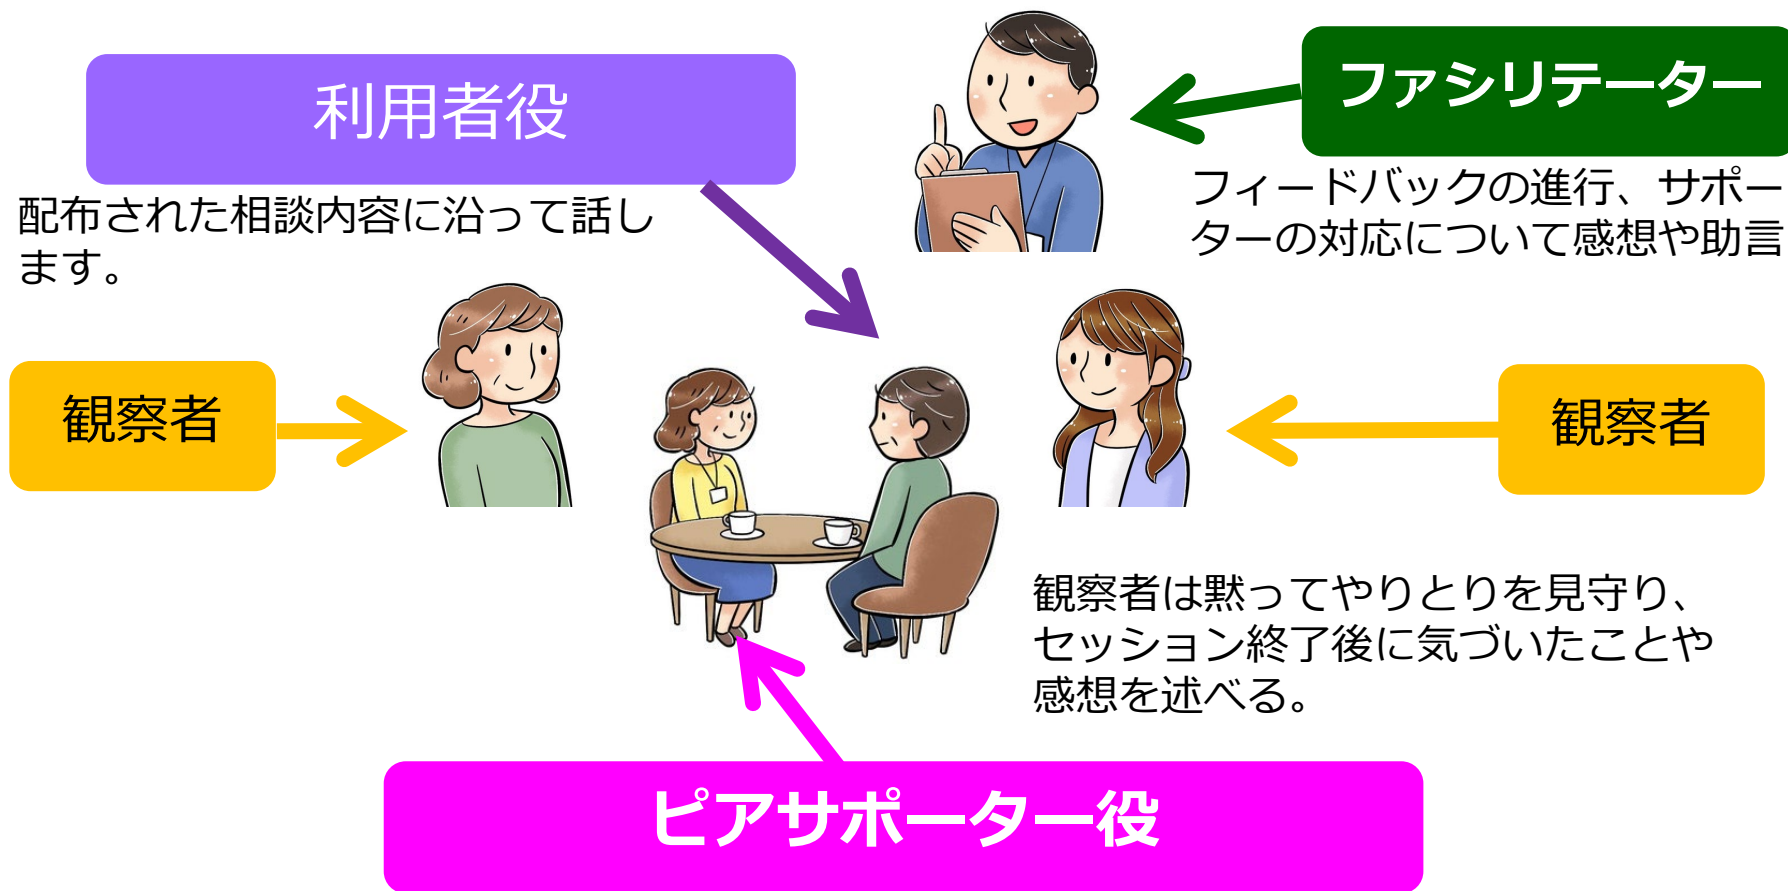 利用者役
配布された相談内容に沿って話し
ます。
ファシリテーター
フィードバックの進行、サポー
ターの対応について感想や助言
観察者
観察者
観察者は黙ってやりとりを見守り、
セッション終了後に気づいたことや
感想を述べる。
ピアサポーター役